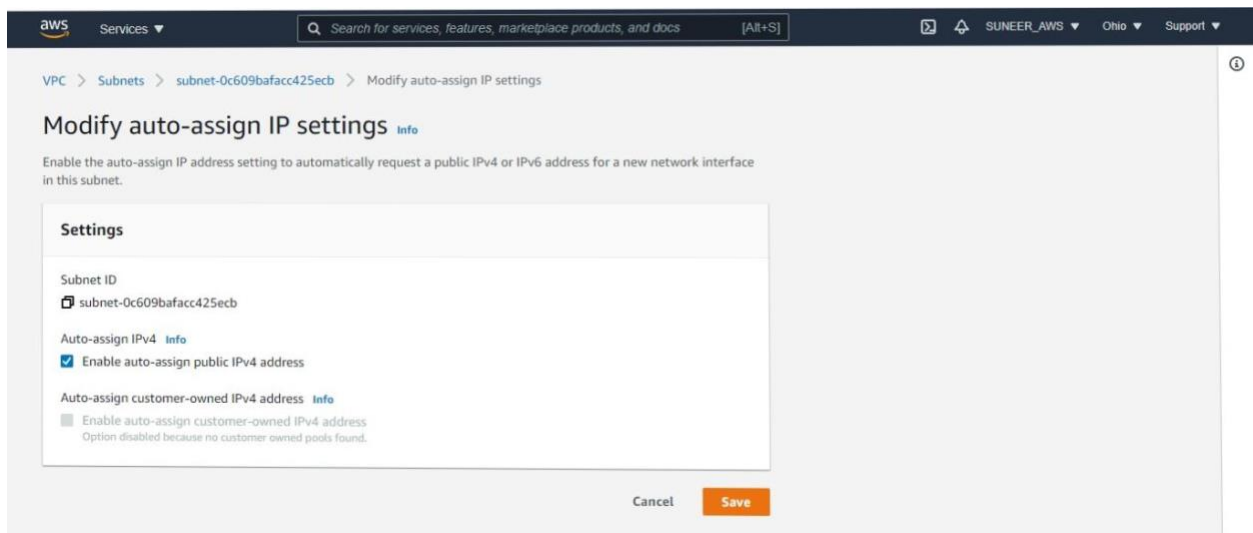 aws Services ▼ Search for services, features, marketplace products, and docs [Alt+S] SUNEER_AWS ▼ Ohio ▼ Support ▼
VPC > Subnets > subnet-0c609bafacc425ecb > Modify auto-assign IP settings
Modify auto-assign IP settings Info
Enable the auto-assign IP address setting to automatically request a public IPv4 or IPv6 address for a new network interface
in this subnet.
Settings
Subnet ID
subnet-0c609bafacc425ecb
Auto-assign IPv4 Info
Enable auto-assign public IPv4 address
Auto-assign customer-owned IPv4 address Info
Enable auto-assign customer-owned IPv4 address
Option disabled because no customer owned pools found.
Cancel Save